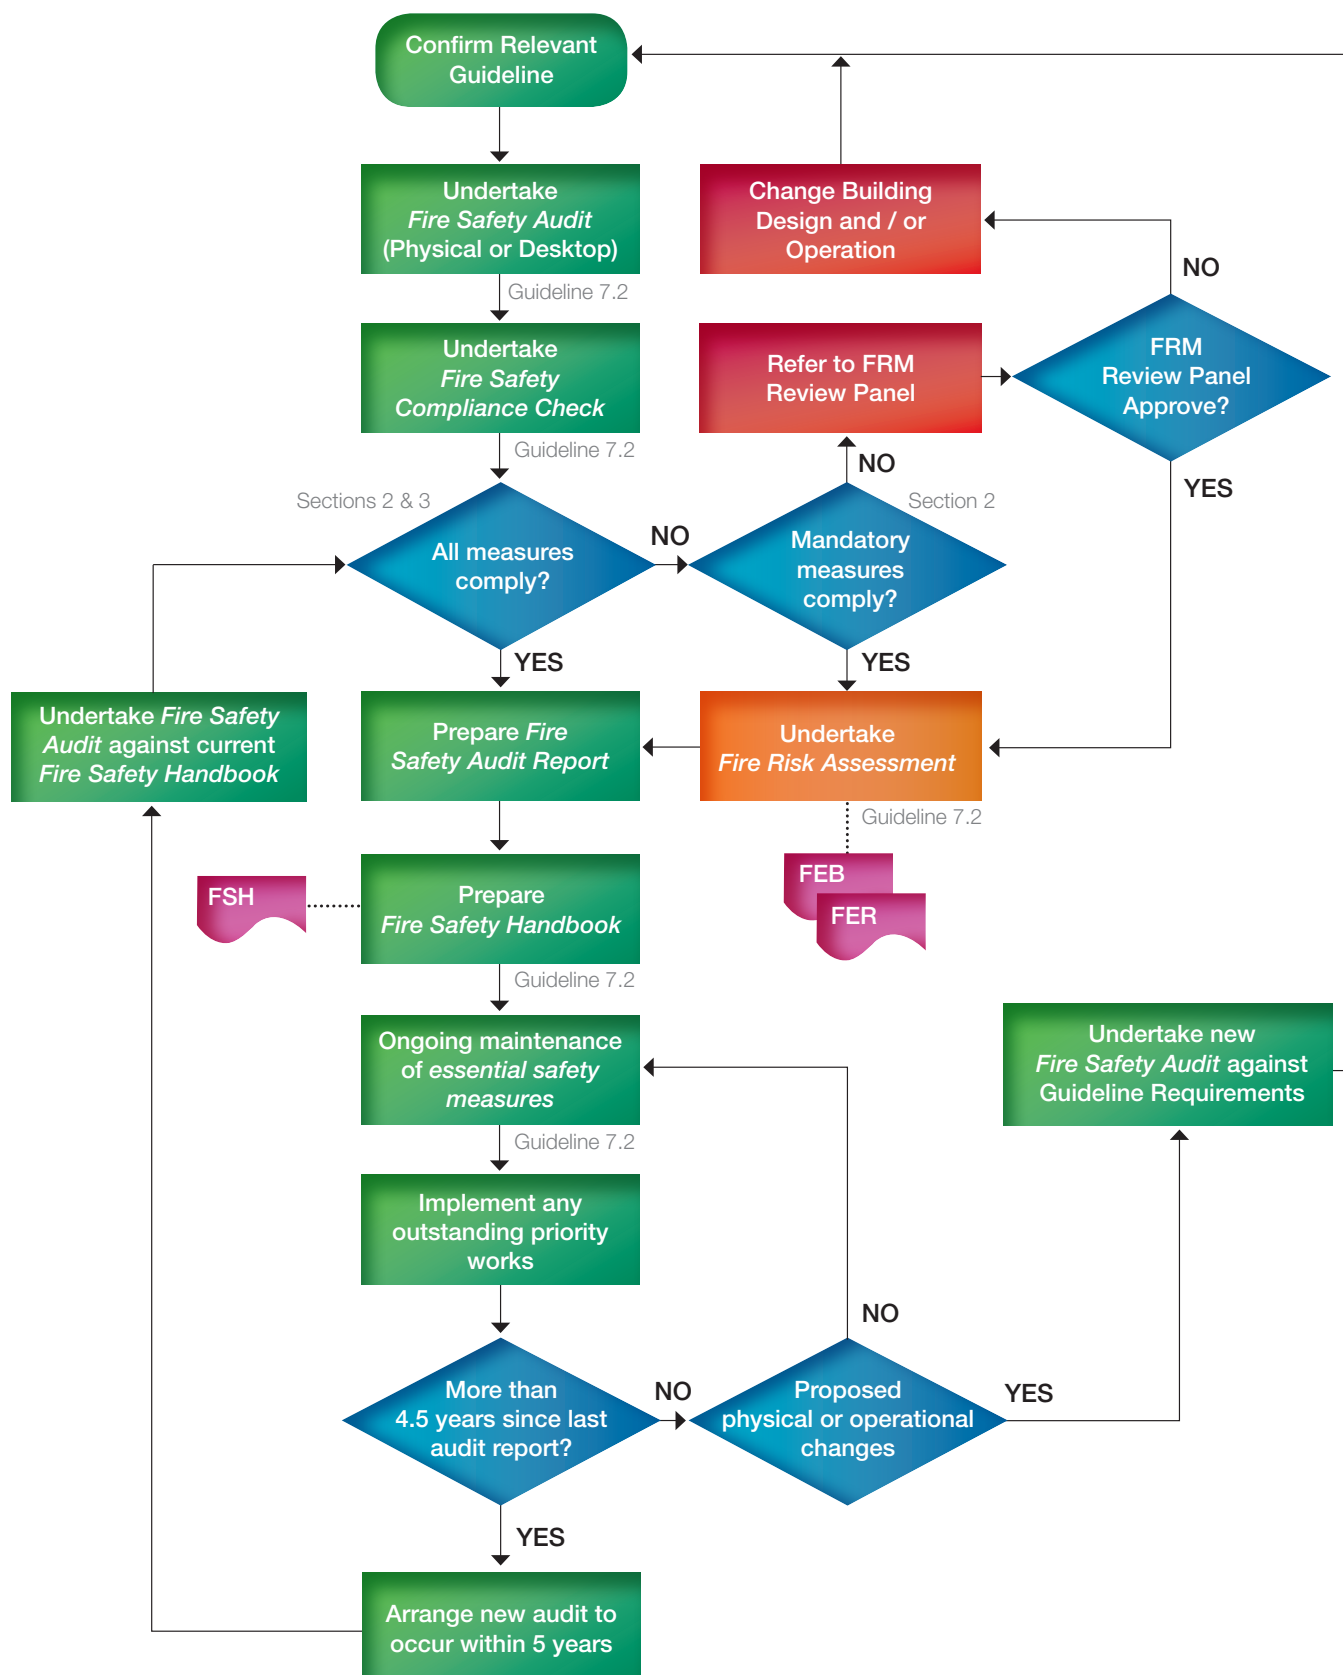 Confirm Relevant
Guideline
Undertake
Fire Safety Audit
(Physical or Desktop)
Guideline 7.2
Change Building
Design and / or
Operation
NO
Undertake
Fire Safety
Compliance Check
Guideline 7.2
Refer to FRM
Review Panel
FRM
Review Panel
Approve?
YES
Sections 2 & 3
All measures
comply?
NO
NO
Section 2
Mandatory
measures
comply?
YES
YES
Undertake Fire Safety
Audit against current
Fire Safety Handbook
Prepare Fire
Safety Audit Report
Undertake
Fire Risk Assessment
Guideline 7.2
FEB
FER
FSH
Prepare
Fire Safety Handbook
Guideline 7.2
Ongoing maintenance
of essential safety
measures
Guideline 7.2
Undertake new
Fire Safety Audit against
Guideline Requirements
Implement any
outstanding priority
works
NO
More than
4.5 years since last
audit report?
NO
Proposed
physical or operational
changes
YES
YES
Arrange new audit to
occur within 5 years